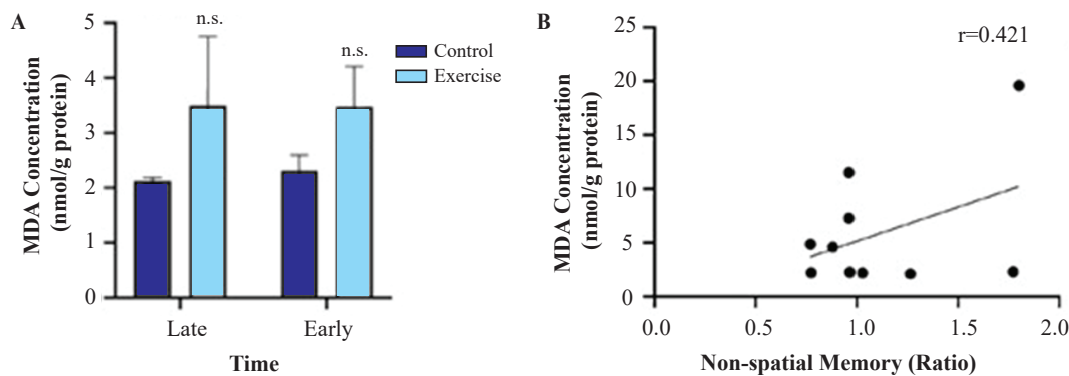 A
n.s.
n.s.
Control
Exercise
MDA Concentration
(nmol/g protein)
5
4
3
2
1
0
Late
Early
Time
B
r=0.421
MDA Concentration
(nmol/g protein)
25
20
15
10
5
0
0.0
0.5
1.0
1.5
2.0
Non-spatial Memory (Ratio)